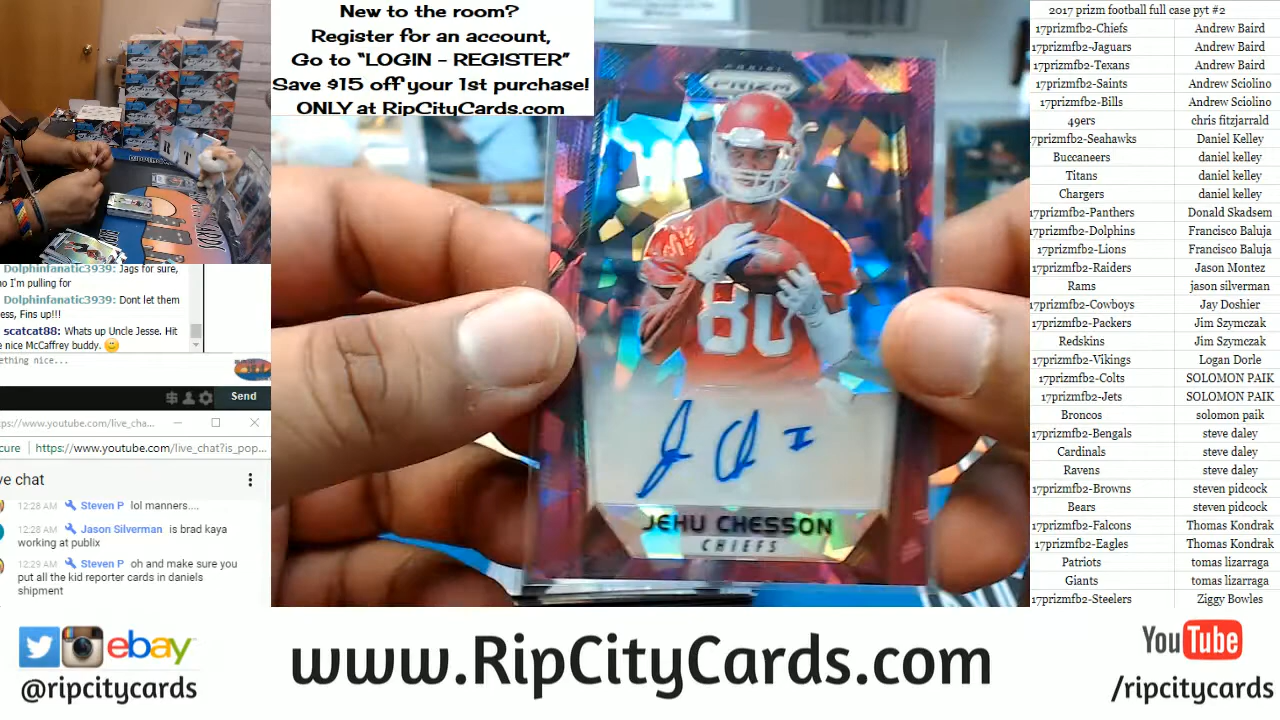 New to the room?
Register for an account,
Go to “LOGIN - REGISTER”
Save $15 off your 1st purchase!
ONLY at RipCityCards.com
PANINI
PRIZM
80
JEHU CHESSON
CHIEFS
R T
Dolphinfanatic3939: Jags for sure,
o I'm pulling for
Dolphinfanatic3939: Dont let them
ess, Fins up!!!
scatcat88: Whats up Uncle Jesse. Hit
e nice McCaffrey buddy.
ething nice...
Send
ps://www.youtube.com/live_cha...
cure https://www.youtube.com/live_chat?is_pop...
ve chat
12:28 AM Steven P lol manners....
12:28 AM Jason Silverman is brad kaya
working at publix
12:29 AM Steven P oh and make sure you
put all the kid reporter cards in daniels
shipment
2017 prizm football full case pyt #2
17prizmfb2-Chiefs Andrew Baird
17prizmfb2-Jaguars Andrew Baird
17prizmfb2-Texans Andrew Baird
17prizmfb2-Saints Andrew Sciolino
17prizmfb2-Bills Andrew Sciolino
49ers chris fitzjarrald
17prizmfb2-Seahawks Daniel Kelley
Buccaneers daniel kelley
Titans daniel kelley
Chargers daniel kelley
17prizmfb2-Panthers Donald Skadsem
17prizmfb2-Dolphins Francisco Baluja
17prizmfb2-Lions Francisco Baluja
17prizmfb2-Raiders Jason Montez
Rams jason silverman
17prizmfb2-Cowboys Jay Doshier
17prizmfb2-Packers Jim Szymczak
Redskins Jim Szymczak
17prizmfb2-Vikings Logan Dorle
17prizmfb2-Colts SOLOMON PAIK
17prizmfb2-Jets SOLOMON PAIK
Broncos solomon paik
17prizmfb2-Bengals steve daley
Cardinals steve daley
Ravens steve daley
17prizmfb2-Browns steven pidcock
Bears steven pidcock
17prizmfb2-Falcons Thomas Kondrak
17prizmfb2-Eagles Thomas Kondrak
Patriots tomas lizarraga
Giants tomas lizarraga
17prizmfb2-Steelers Ziggy Bowles
ebay
@ripcitycards
www.RipCityCards.com
YouTube
/ripcitycards